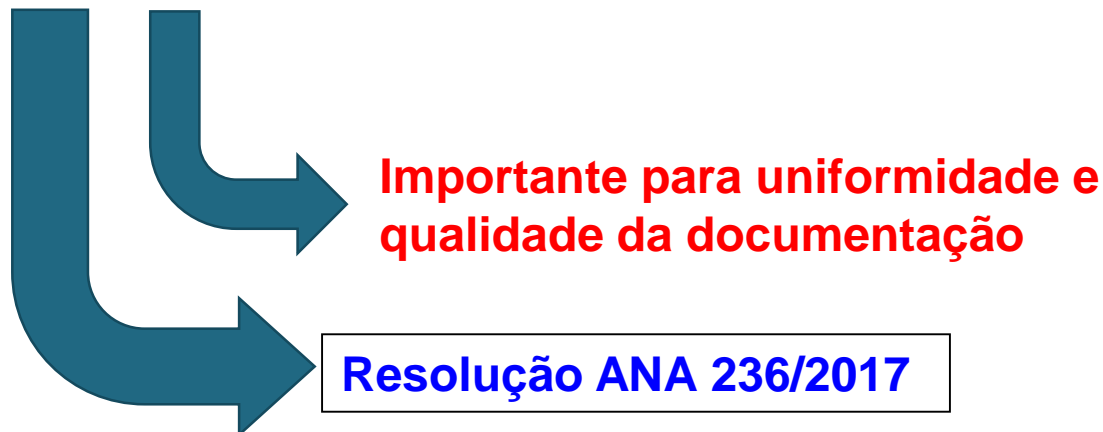 Importante para uniformidade e
qualidade da documentação
Resolução ANA 236/2017